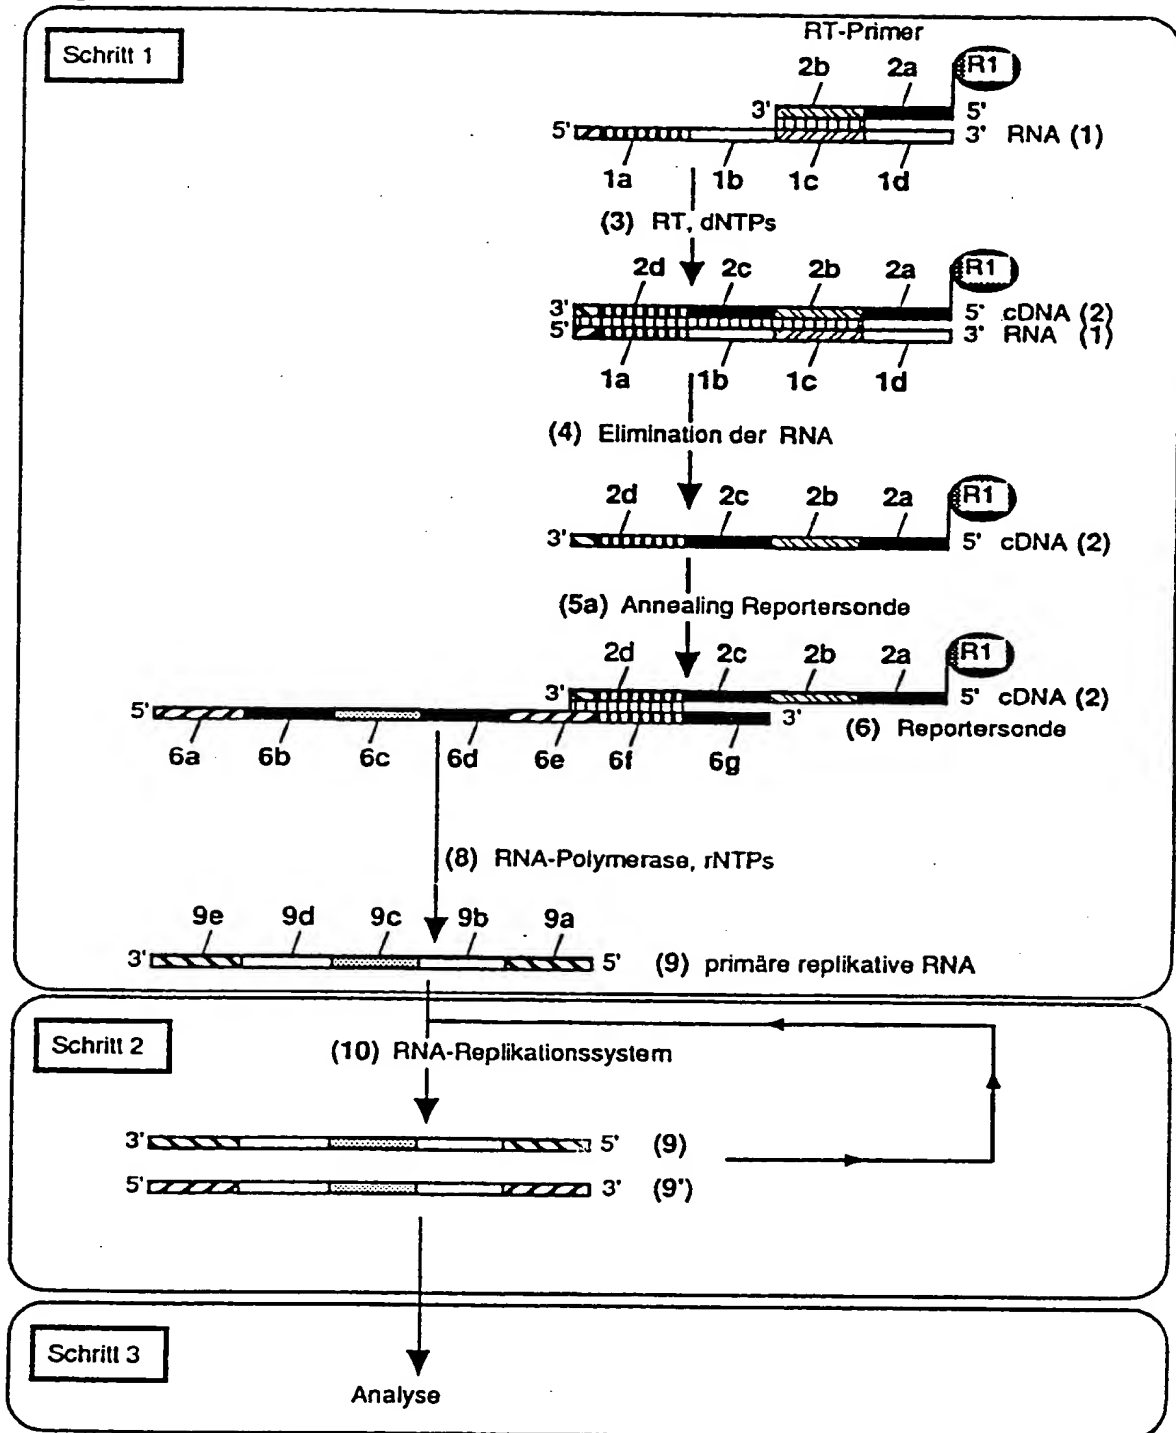 Schritt 1
RT-Primer
2b 2a R1
3' 5'
5' 3' RNA (1)
1a 1b 1c 1d
(3) RT, dNTPs
2d 2c 2b 2a R1
3' 5' cDNA (2)
5' 3' RNA (1)
1a 1b 1c 1d
(4) Elimination der RNA
2d 2c 2b 2a R1
3' 5' cDNA (2)
(5a) Annealing Reportersonde
2d 2c 2b 2a R1
3' 5' cDNA (2)
5' 3' (6) Reportersonde
6a 6b 6c 6d 6e 6f 6g
(8) RNA-Polymerase, rNTPs
9e 9d 9c 9b 9a
3' 5' (9) primäre replikative RNA
Schritt 2
(10) RNA-Replikationssystem
3' 5' (9)
5' 3' (9')
Schritt 3
Analyse